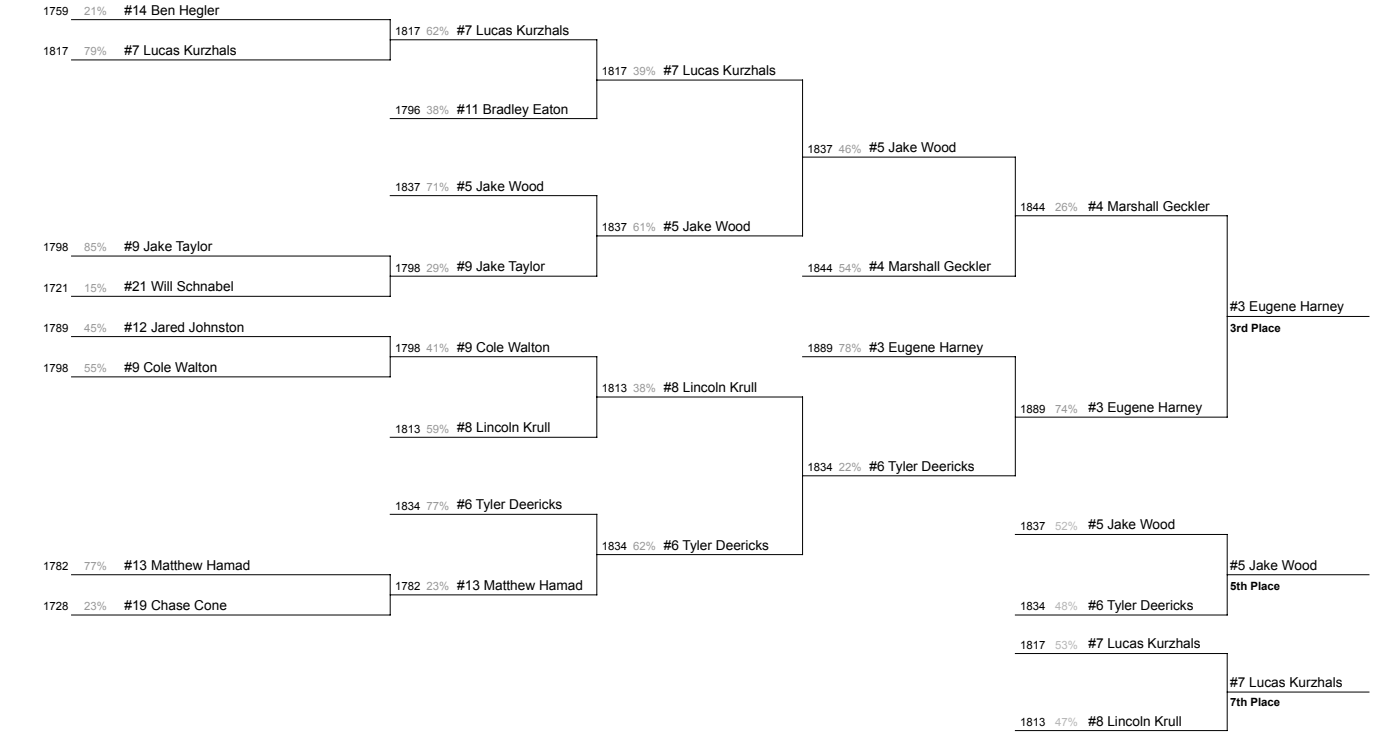 1759 21% #14 Ben Hegler
1817 62% #7 Lucas Kurzhals
1817 79% #7 Lucas Kurzhals
1817 39% #7 Lucas Kurzhals
1796 38% #11 Bradley Eaton
1837 46% #5 Jake Wood
1837 71% #5 Jake Wood
1844 26% #4 Marshall Geckler
1837 61% #5 Jake Wood
1798 85% #9 Jake Taylor
1798 29% #9 Jake Taylor
1844 54% #4 Marshall Geckler
1721 15% #21 Will Schnabel
#3 Eugene Harney
3rd Place
1789 45% #12 Jared Johnston
1798 41% #9 Cole Walton
1889 78% #3 Eugene Harney
1798 55% #9 Cole Walton
1813 38% #8 Lincoln Krull
1889 74% #3 Eugene Harney
1813 59% #8 Lincoln Krull
1834 22% #6 Tyler Deericks
1834 77% #6 Tyler Deericks
1837 52% #5 Jake Wood
1834 62% #6 Tyler Deericks
1782 77% #13 Matthew Hamad
#5 Jake Wood
5th Place
1782 23% #13 Matthew Hamad
1728 23% #19 Chase Cone
1834 48% #6 Tyler Deericks
1817 53% #7 Lucas Kurzhals
#7 Lucas Kurzhals
7th Place
1813 47% #8 Lincoln Krull